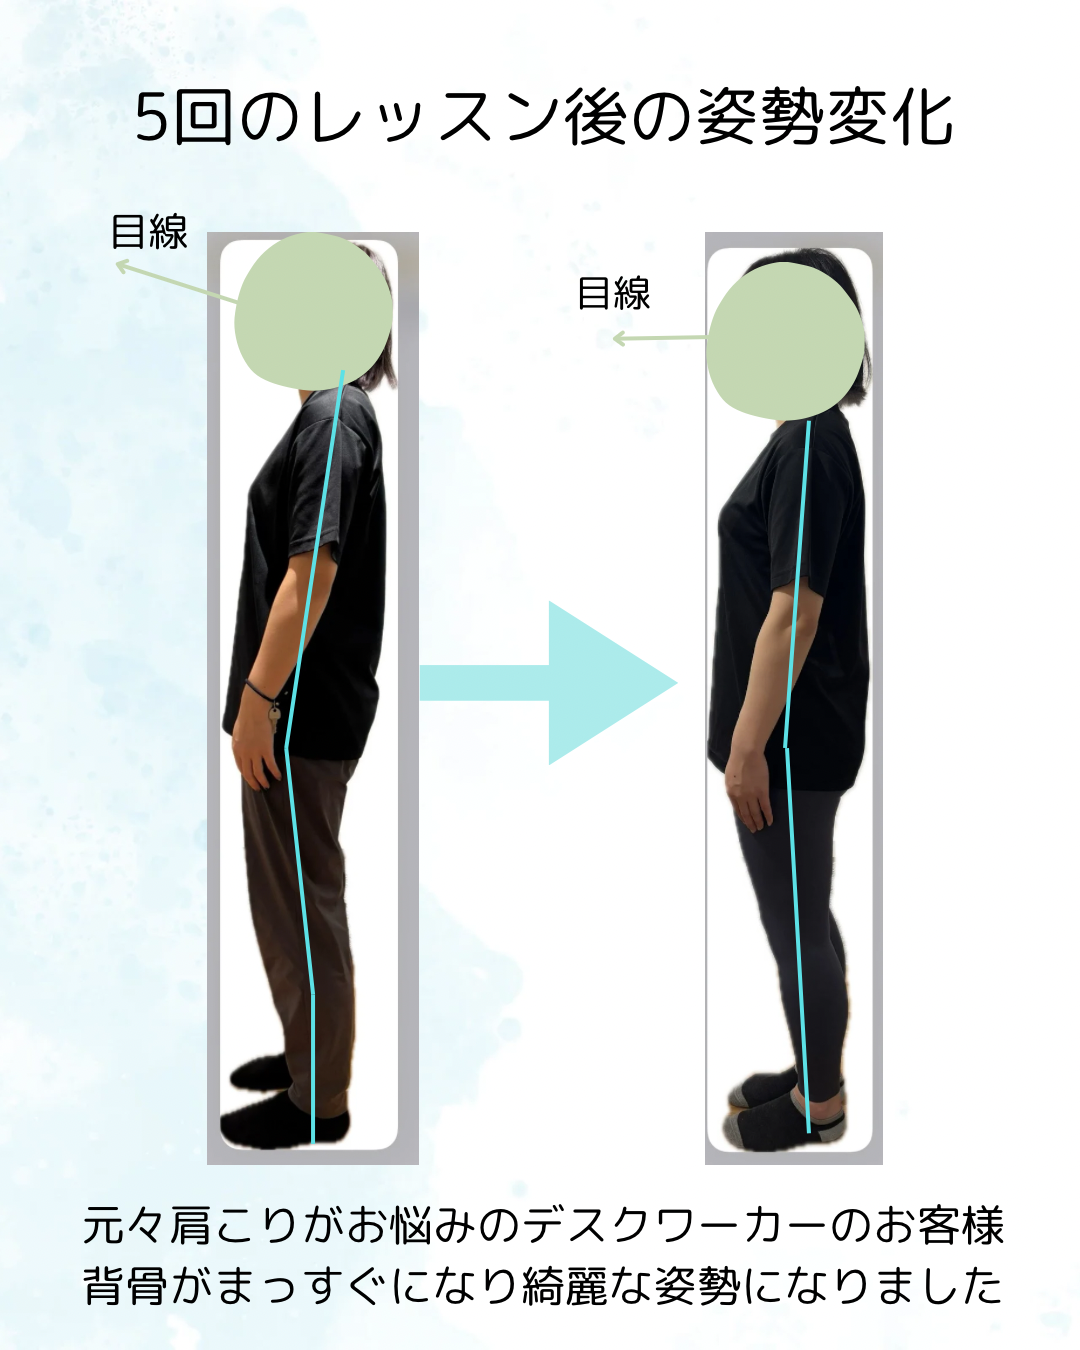 5回のレッスン後の姿勢変化
目線
目線
元々肩こりがお悩みのデスクワーカーのお客様
背骨がまっすぐになり綺麗な姿勢になりました